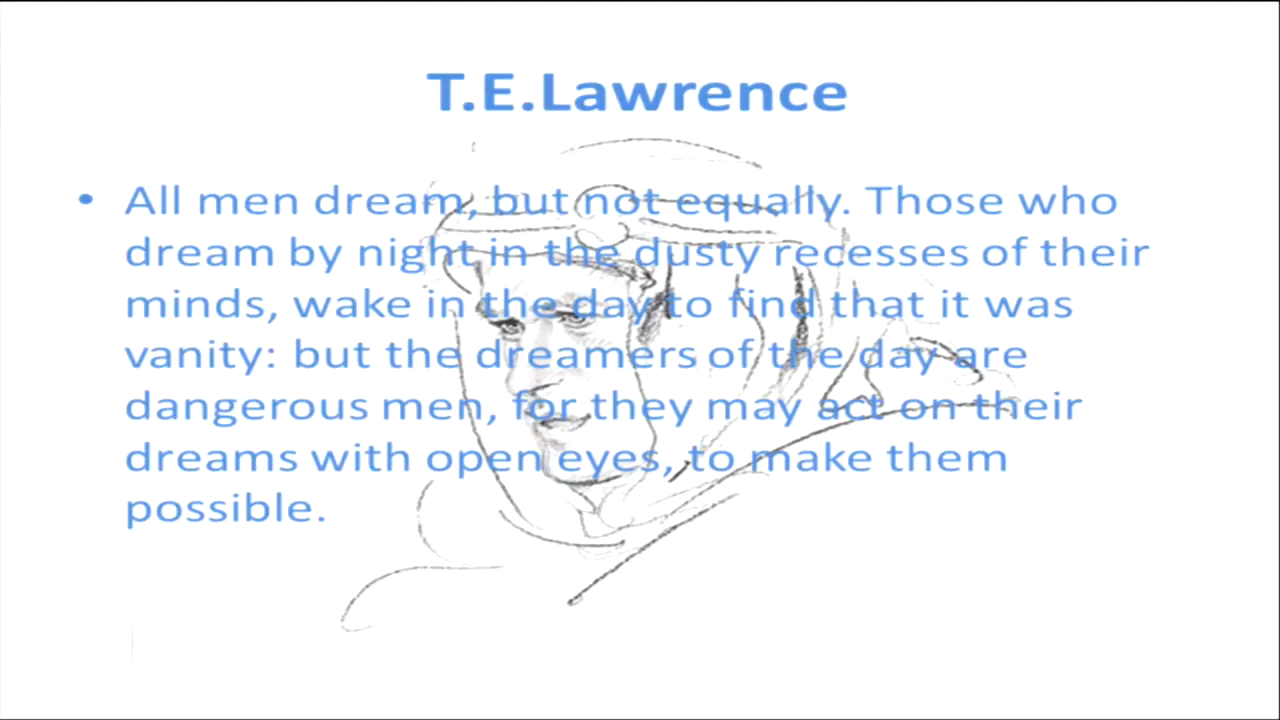 T.E.Lawrence
• All men dream, but not equally. Those who
dream by night in the dusty recesses of their
minds, wake in the day to find that it was
vanity: but the dreamers of the day are
dangerous men, for they may act on their
dreams with open eyes, to make them
possible.